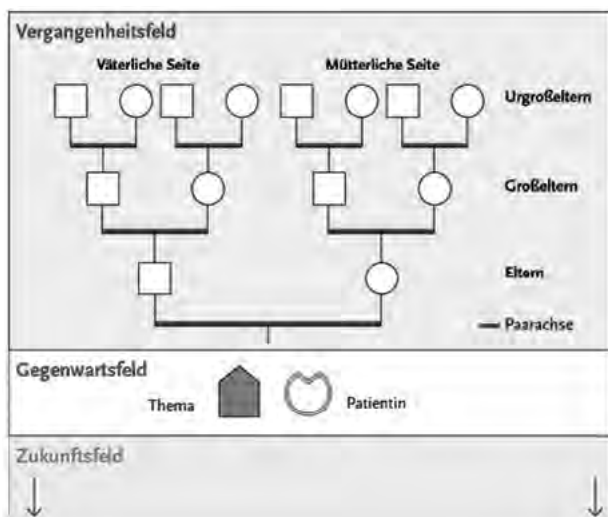 Vergangenheitsfeld
Väterliche Seite
Mütterliche Seite
Urgroßeltern
Großeltern
Eltern
Paarachse
Gegenwartsfeld
Thema
Patientin
Zukunftsfeld